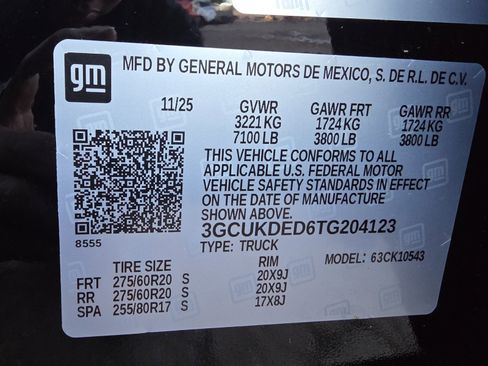 gm
MFD BY GENERAL MOTORS DE MEXICO, S. DE R.L. DE C.V.
11/25 GVWR GAWR FRT GAWR RR
3221 KG 1724 KG 1724 KG
7100 LB 3800 LB 3800 LB
THIS VEHICLE CONFORMS TO ALL
APPLICABLE U.S. FEDERAL MOTOR
VEHICLE SAFETY STANDARDS IN EFFECT
ON THE DATE OF MANUFACTURE
SHOWN ABOVE.
3GCUKDED6TG204123
8555
TYPE: TRUCK MODEL: 63CK10543
TIRE SIZE RIM
FRT 275/60R20 S 20X9J
RR 275/60R20 S 20X9J
SPA 255/80R17 S 17X8J